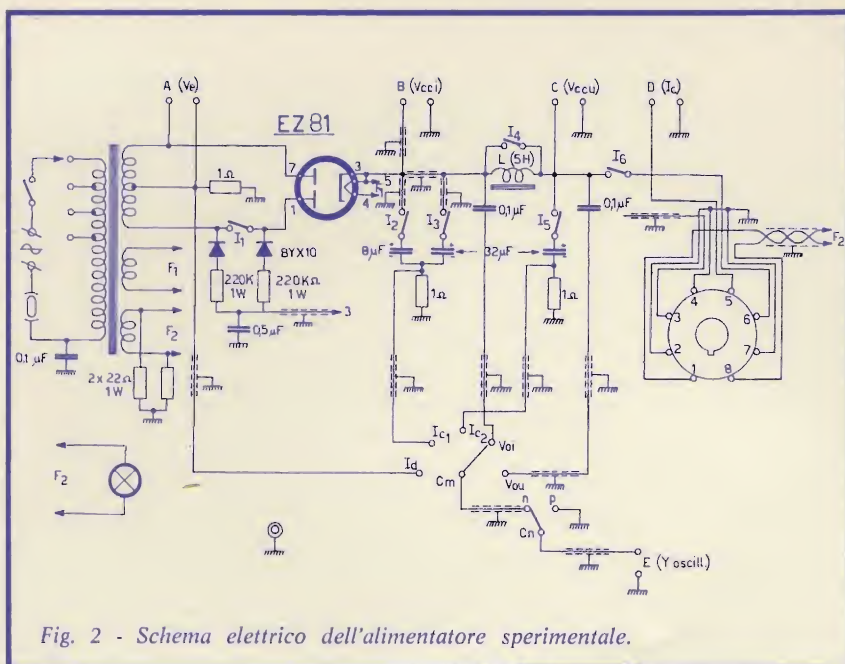 A (Ve)
B (Vcci)
C (Vccu)
D (Ic)
EZ81
7
3
5
4
1
1Ω
I1
I2
I3
I4
L (5H)
I5
I6
0,1µF
0,1µF
8µF
32µF
BYX10
220K
1W
220KΩ
1W
3
0,5µF
1Ω
1Ω
F1
F2
0,1µF
2x22Ω
1W
F2
F2
4
5
3
6
2
7
1
8
Ic1
Ic2
Voi
Id
Cm
Vou
n
p
Cn
E (Y oscill)
Fig. 2 - Schema elettrico dell'alimentatore sperimentale.